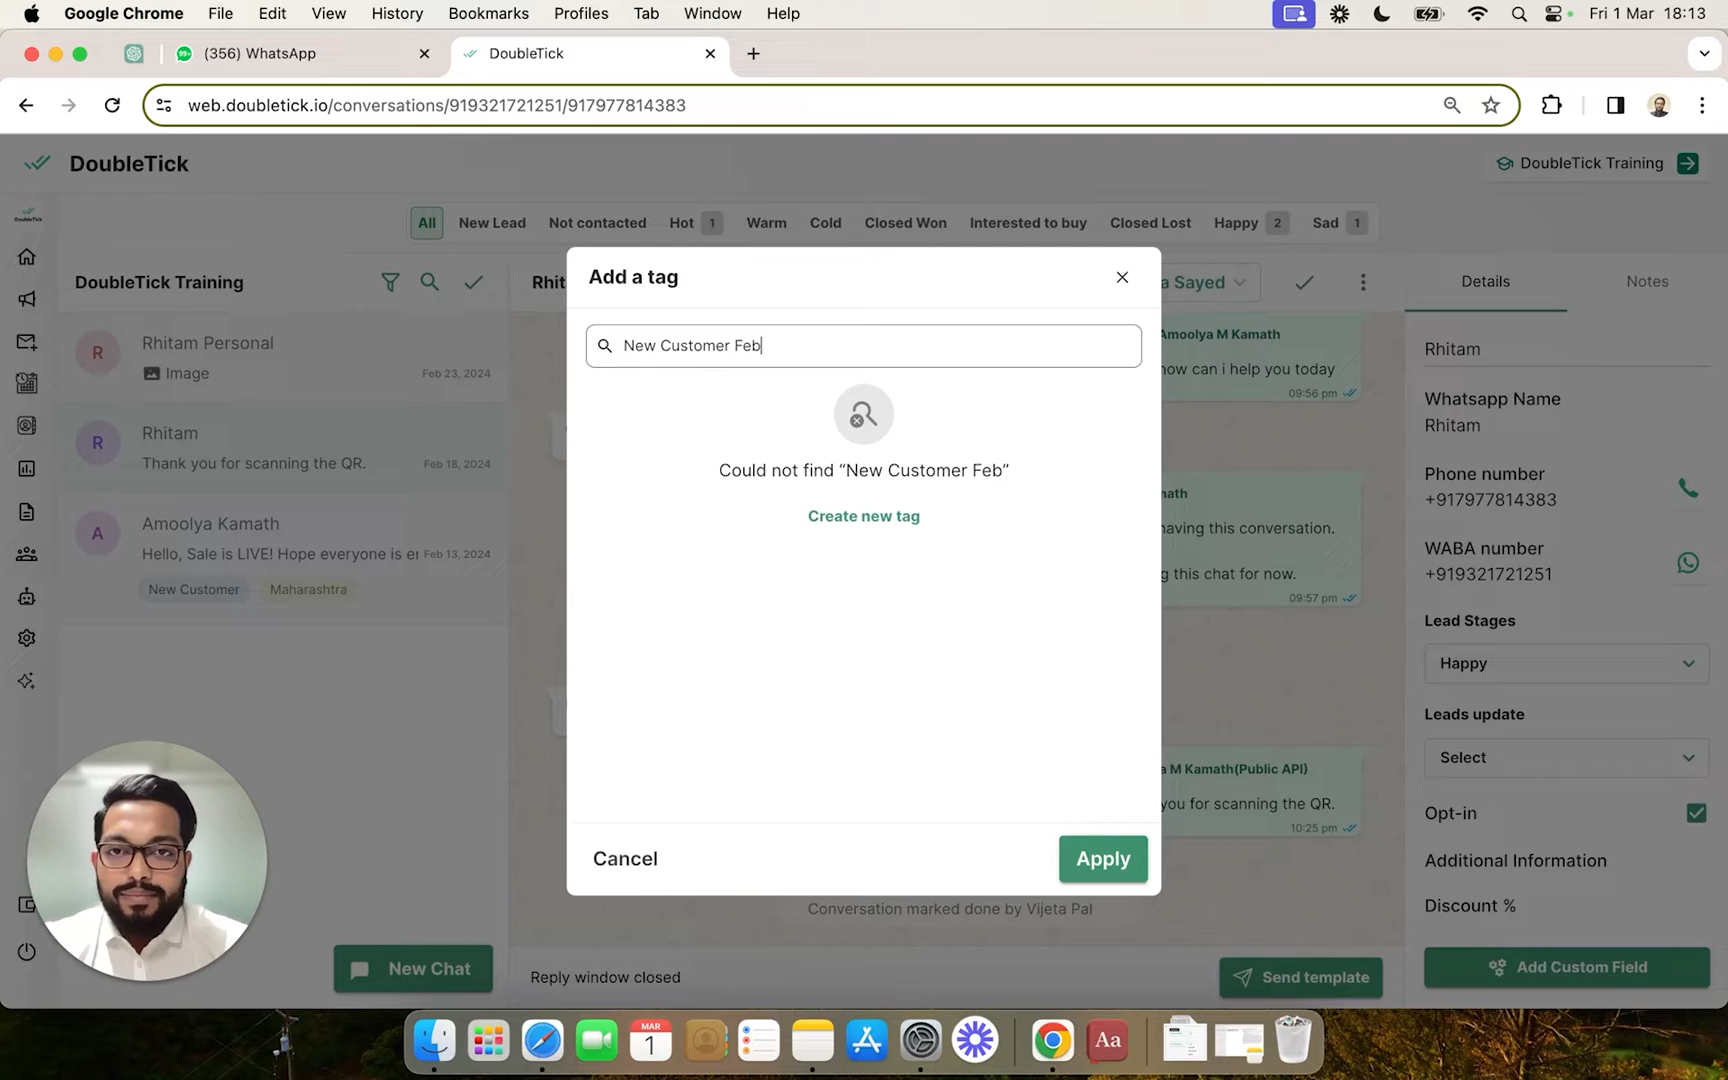 Google Chrome File Edit View History Bookmarks Profiles Tab Window Help Fri 1 Mar 18:13
99+ (356) WhatsApp DoubleTick
web.doubletick.io/conversations/919321721251/917977814383
DoubleTick
DoubleTick Training
DoubleTick
All New Lead Not contacted Hot 1 Warm Cold Closed Won Interested to buy Closed Lost Happy 2 Sad 1
DoubleTick Training
R
Rhitam Personal
Image Feb 23, 2024
R
Rhitam
Thank you for scanning the QR. Feb 18, 2024
A
Amoolya Kamath
Hello, Sale is LIVE! Hope everyone is er Feb 13, 2024
New Customer Maharashtra
New Chat
Rhit
a Sayed
Amoolya M Kamath
how can i help you today
09:56 pm
math
having this conversation.
g this chat for now.
09:57 pm
a M Kamath(Public API)
you for scanning the QR.
10:25 pm
Conversation marked done by Vijeta Pal
Reply window closed
Send template
Add a tag
New Customer Feb
Could not find “New Customer Feb”
Create new tag
Cancel
Apply
Details Notes
Rhitam
Whatsapp Name
Rhitam
Phone number
+917977814383
WABA number
+919321721251
Lead Stages
Happy
Leads update
Select
Opt-in
Additional Information
Discount %
Add Custom Field
MAR
1
Aa